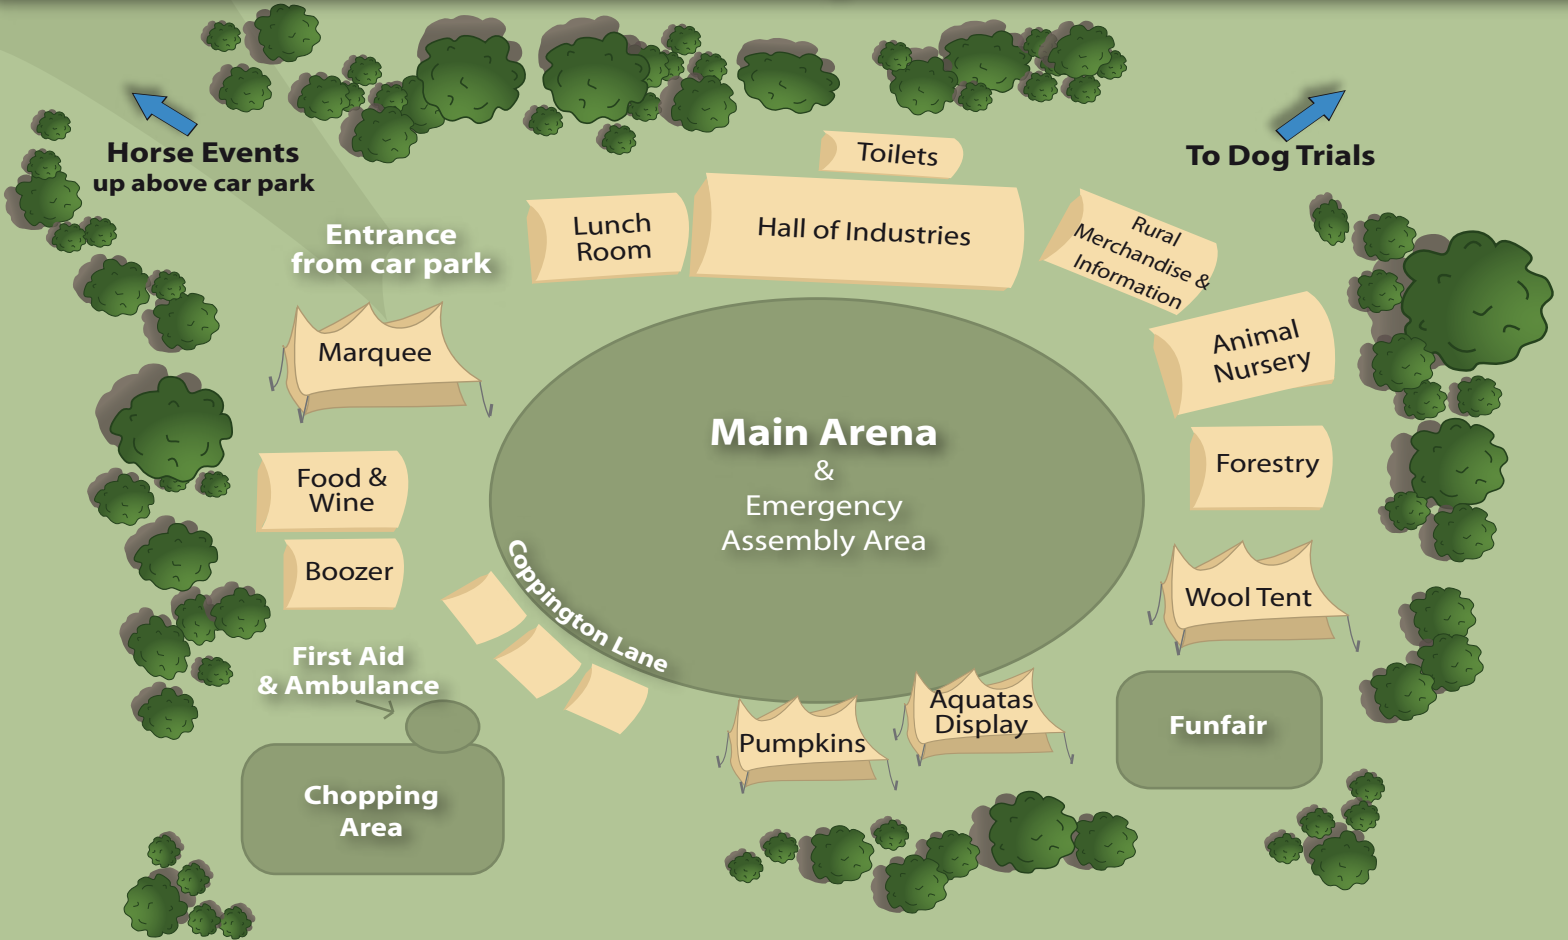 Horse Events
up above car park
To Dog Trials
Toilets
Entrance
from car park
Lunch
Room
Hall of Industries
Rural
Merchandise &
Information
Marquee
Animal
Nursery
Main Arena
&
Emergency
Assembly Area
Food &
Wine
Forestry
Boozer
Coppington Lane
Wool Tent
First Aid
& Ambulance
Aquatas
Display
Pumpkins
Funfair
Chopping
Area